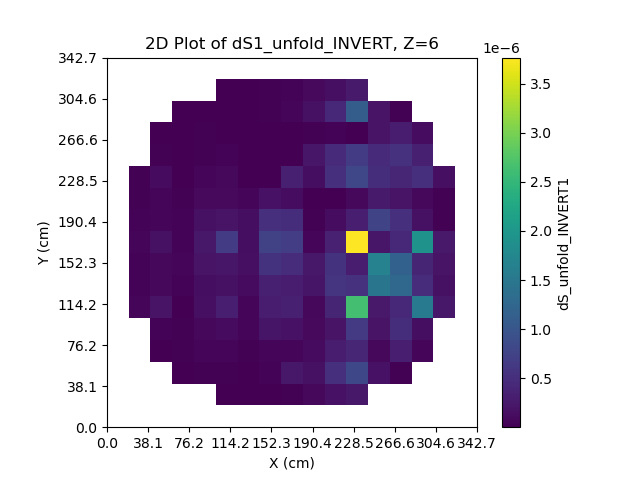 2D Plot of dS1_unfold_INVERT, Z=6
1e−6
342.7
304.6
266.6
228.5
190.4
152.3
114.2
76.2
38.1
0.0
Y (cm)
0.0 38.1 76.2 114.2 152.3 190.4 228.5 266.6 304.6 342.7
X (cm)
3.5
3.0
2.5
2.0
1.5
1.0
0.5
dS_unfold_INVERT1